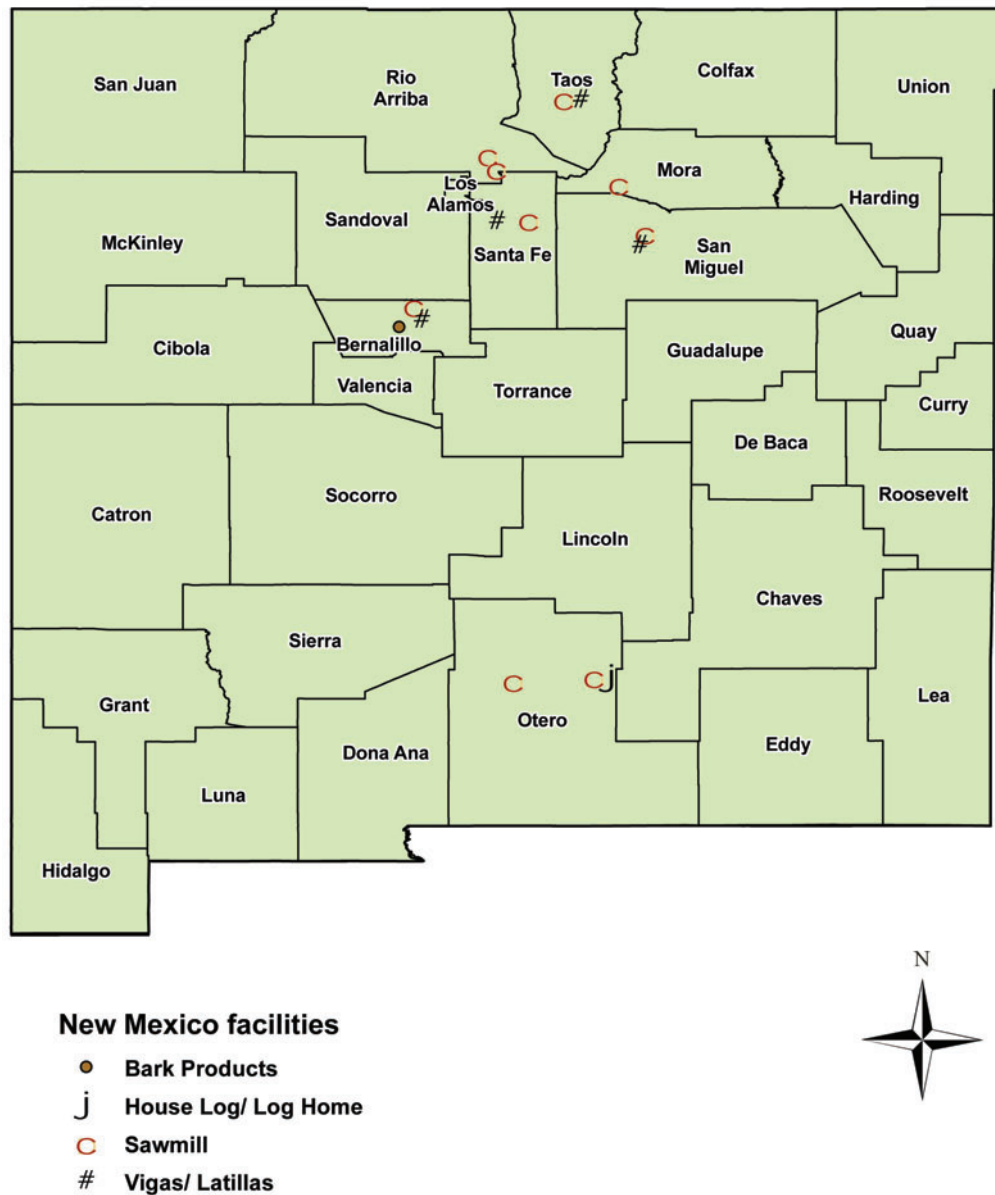 San Juan
Rio
Arriba
Taos
C #
Colfax
Union
C
C
Los
Alamos
#
C
Santa Fe
C
Mora
Harding
McKinley
Sandoval
C
#
San
Miguel
C
#
Bernalillo
Cibola
Valencia
Torrance
Guadalupe
Quay
Curry
De Baca
Roosevelt
Catron
Socorro
Lincoln
Chaves
Sierra
C
C j
Otero
Grant
Dona Ana
Luna
Eddy
Lea
Hidalgo
N
New Mexico facilities
Bark Products
j House Log/ Log Home
C Sawmill
# Vigas/ Latillas